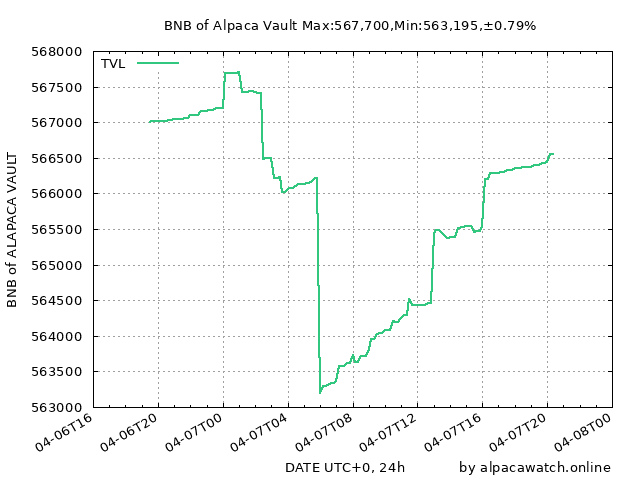 BNB of Alpaca Vault Max:567,700,Min:563,195,±0.79%
TVL
568000
567500
567000
566500
566000
565500
565000
564500
564000
563500
563000
BNB of ALAPACA VAULT
04-06T16
04-06T20
04-07T00
04-07T04
04-07T08
04-07T12
04-07T16
04-07T20
04-08T00
DATE UTC+0, 24h
by alpacawatch.online